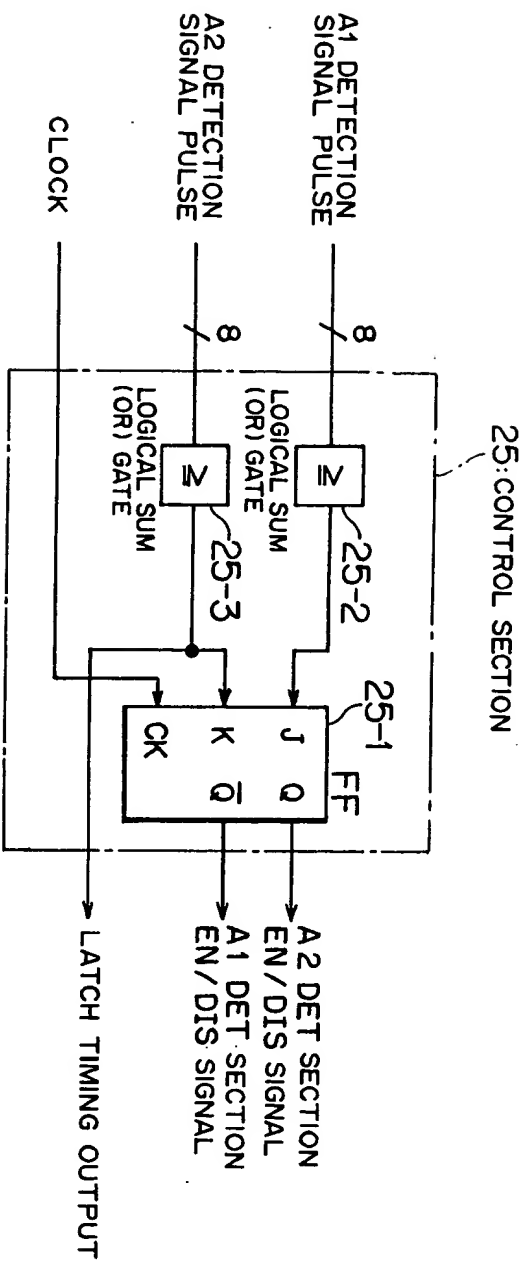 25:CONTROL SECTION
A1 DETECTION
SIGNAL PULSE
8
LOGICAL SUM
(OR) GATE
≧
25-2
A2 DETECTION
SIGNAL PULSE
8
LOGICAL SUM
(OR) GATE
≧
25-3
CLOCK
25-1
FF
J Q
K Q̅
CK
A2 DET SECTION
EN/DIS SIGNAL
A1 DET SECTION
EN/DIS SIGNAL
LATCH TIMING OUTPUT